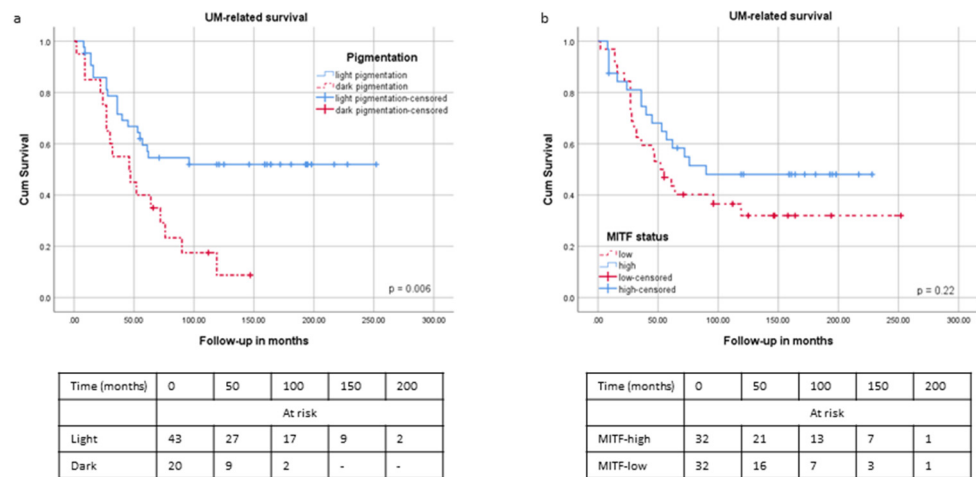 a
UM-related survival
Cum Survival
1.0
0.8
0.6
0.4
0.2
0.0
Pigmentation
light pigmentation
dark pigmentation
light pigmentation-censored
dark pigmentation-censored
p = 0.006
.00 50.00 100.00 150.00 200.00 250.00 300.00
Follow-up in months
Time (months) 0 50 100 150 200
At risk
Light 43 27 17 9 2
Dark 20 9 2 - -
b
UM-related survival
Cum Survival
1.0
0.8
0.6
0.4
0.2
0.0
MITF status
low
high
low-censored
high-censored
p = 0.22
.00 50.00 100.00 150.00 200.00 250.00 300.00
Follow-up in months
Time (months) 0 50 100 150 200
At risk
MITF-high 32 21 13 7 1
MITF-low 32 16 7 3 1